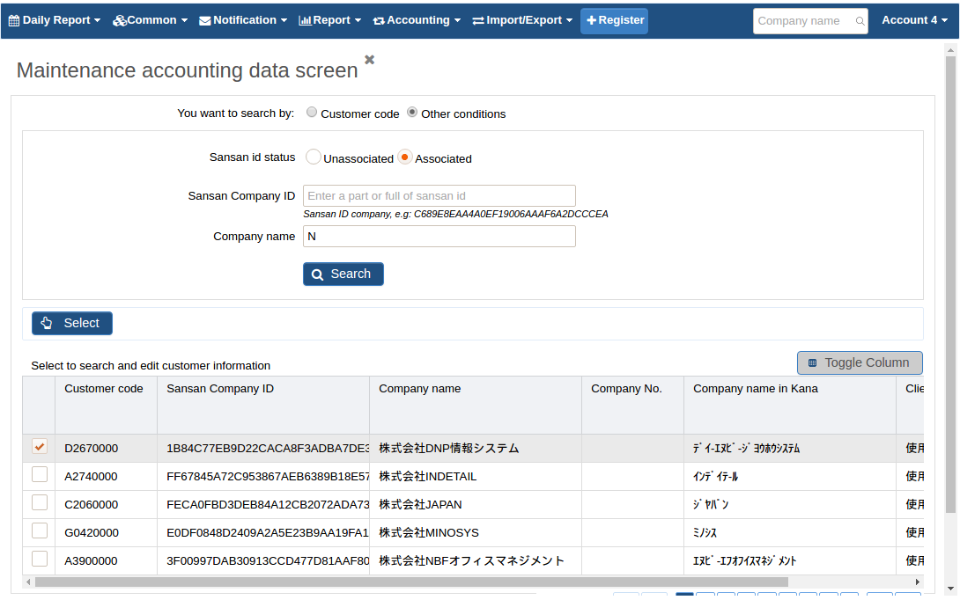 Daily Report Common Notification Report Accounting Import/Export Register Company name Account 4
Maintenance accounting data screen
You want to search by: Customer code Other conditions
Sansan id status Unassociated Associated
Sansan Company ID Enter a part or full of sansan id
Sansan ID company, e.g: C689E8EAA4A0EF19006AAAF6A2DCCCEA
Company name N
Search
Select
Select to search and edit customer information Toggle Column
Customer code Sansan Company ID Company name Company No. Company name in Kana Clie
D2670000 1B84C77EB9D22CACA8F3ADBA7DE3 株式会社DNP情報システム ﾃﾞｲｰｴﾇﾋﾟｰｼﾞﾖｳﾎｳｼｽﾃﾑ 使用
A2740000 FF67845A72C953867AEB6389B18E57 株式会社INDETAIL ｲﾝﾃﾞｲﾃｰﾙ 使用
C2060000 FECA0FBD3DEB84A12CB2072ADA73 株式会社JAPAN ｼﾞﾔﾊﾟﾝ 使用
G0420000 E0DF0848D2409A2A5E23B9AA19FA1 株式会社MINOSYS ﾐﾉｼｽ 使用
A3900000 3F00997DAB30913CCD477D81AAF80 株式会社NBFオフィスマネジメント ｴﾇﾋﾞｰｴﾌｵﾌｲｽﾏﾈｼﾞﾒﾝﾄ 使用